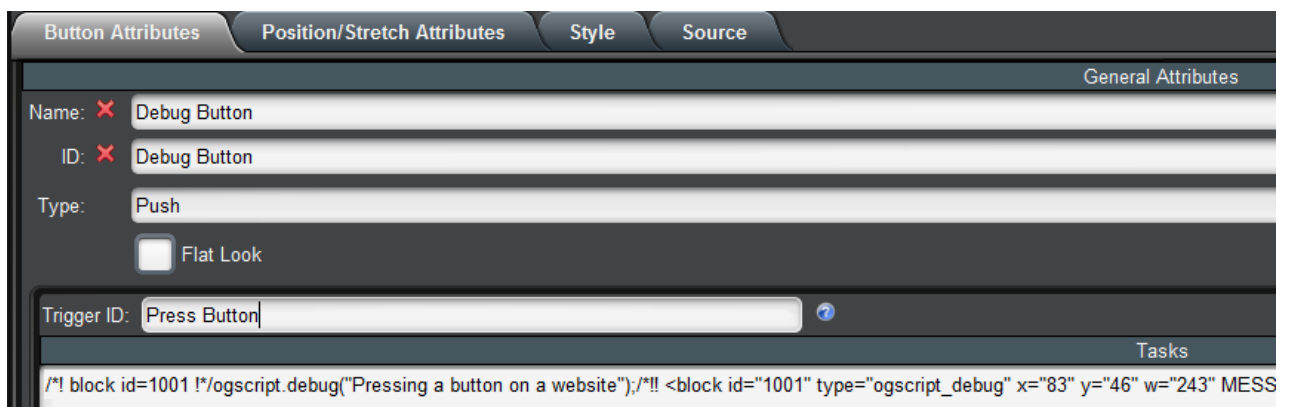 Button Attributes Position/Stretch Attributes Style Source
General Attributes
Name: Debug Button
ID: Debug Button
Type: Push
Flat Look
Trigger ID: Press Button
Tasks
/*! block id=1001 !*/ogscript.debug("Pressing a button on a website");/*!! <block id="1001" type="ogscript_debug" x="83" y="46" w="243" MESS